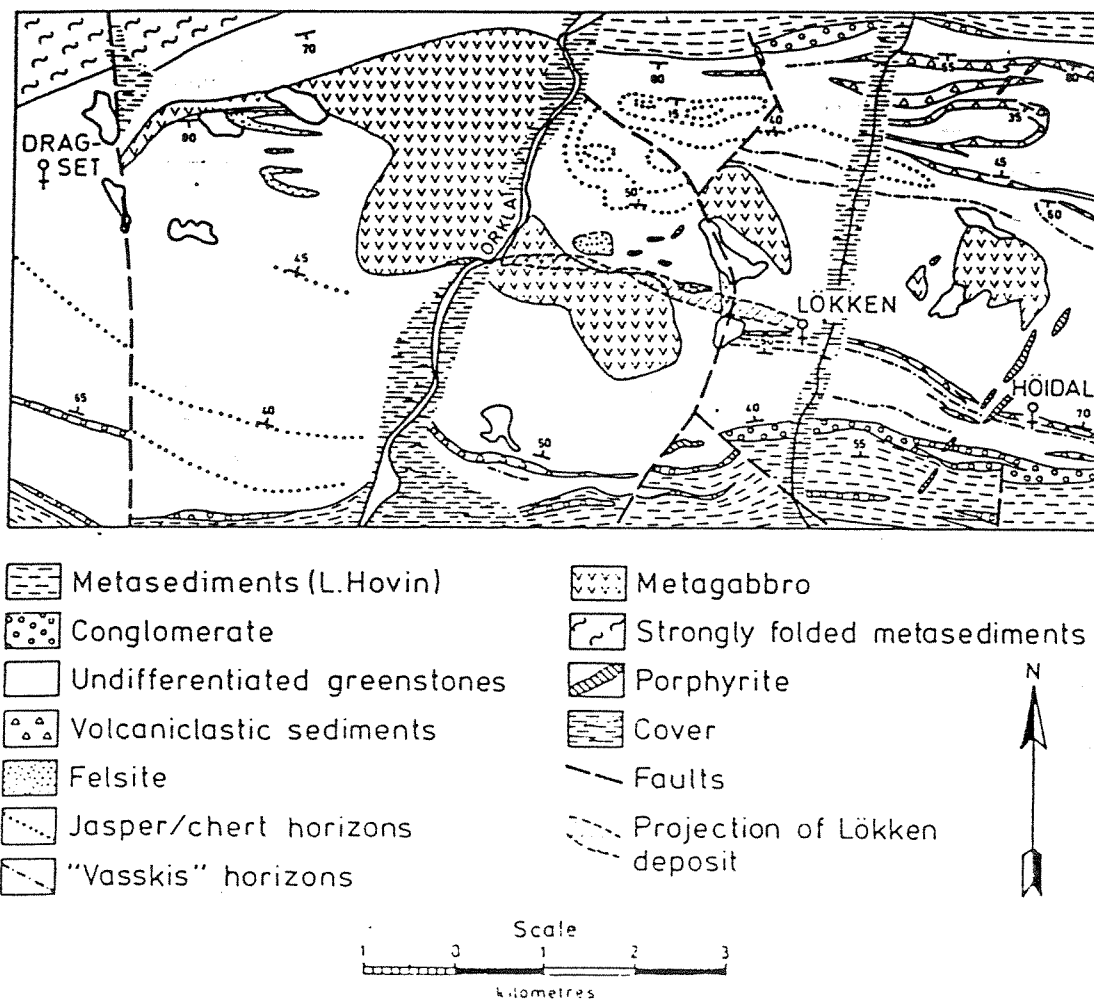 70
80
65
80
DRAG-
SET
90
15
40
35
45
50
60
ORKLA
45
LÖKKEN
50
HÖIDAL
65
40
50
40
55
70
Metasediments (L.Hovin)
Metagabbro
Conglomerate
Strongly folded metasediments
Undifferentiated greenstones
Porphyrite
N
Volcaniclastic sediments
Cover
Felsite
Faults
Jasper/chert horizons
Projection of Lökken
deposit
"Vasskis" horizons
Scale
1 0 1 2 3
kilometres